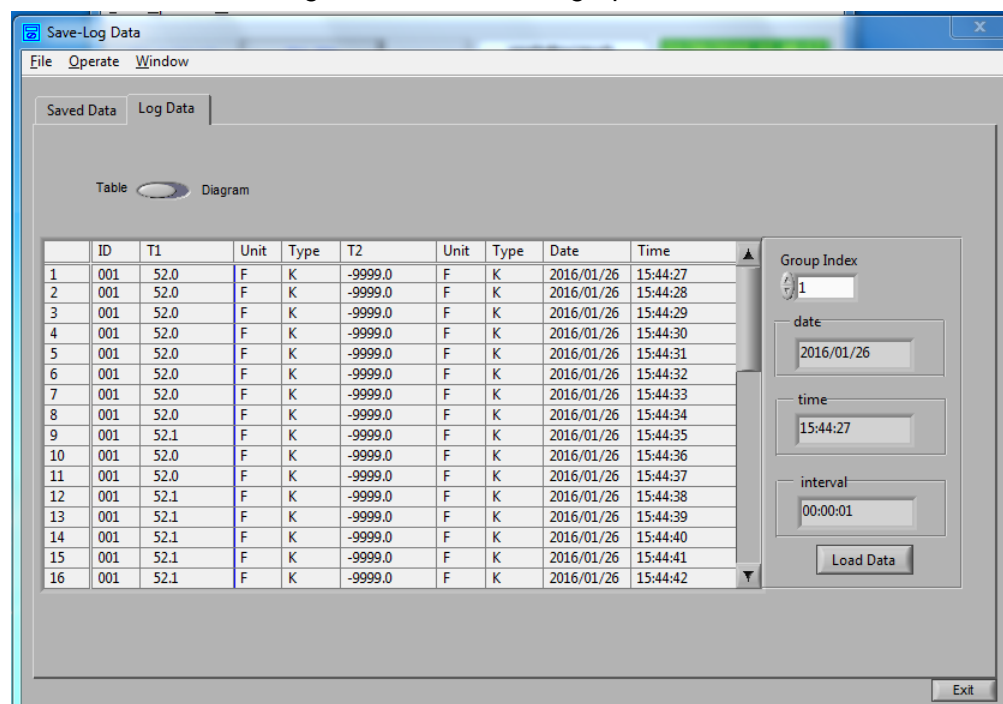 Save-Log Data
File Operate Window
Saved Data Log Data
Table Diagram
ID T1 Unit Type T2 Unit Type Date Time
1 001 52.0 F K -9999.0 F K 2016/01/26 15:44:27
2 001 52.0 F K -9999.0 F K 2016/01/26 15:44:28
3 001 52.0 F K -9999.0 F K 2016/01/26 15:44:29
4 001 52.0 F K -9999.0 F K 2016/01/26 15:44:30
5 001 52.0 F K -9999.0 F K 2016/01/26 15:44:31
6 001 52.0 F K -9999.0 F K 2016/01/26 15:44:32
7 001 52.0 F K -9999.0 F K 2016/01/26 15:44:33
8 001 52.0 F K -9999.0 F K 2016/01/26 15:44:34
9 001 52.1 F K -9999.0 F K 2016/01/26 15:44:35
10 001 52.0 F K -9999.0 F K 2016/01/26 15:44:36
11 001 52.0 F K -9999.0 F K 2016/01/26 15:44:37
12 001 52.1 F K -9999.0 F K 2016/01/26 15:44:38
13 001 52.1 F K -9999.0 F K 2016/01/26 15:44:39
14 001 52.1 F K -9999.0 F K 2016/01/26 15:44:40
15 001 52.1 F K -9999.0 F K 2016/01/26 15:44:41
16 001 52.1 F K -9999.0 F K 2016/01/26 15:44:42
Group Index
1
date
2016/01/26
time
15:44:27
interval
00:00:01
Load Data
Exit